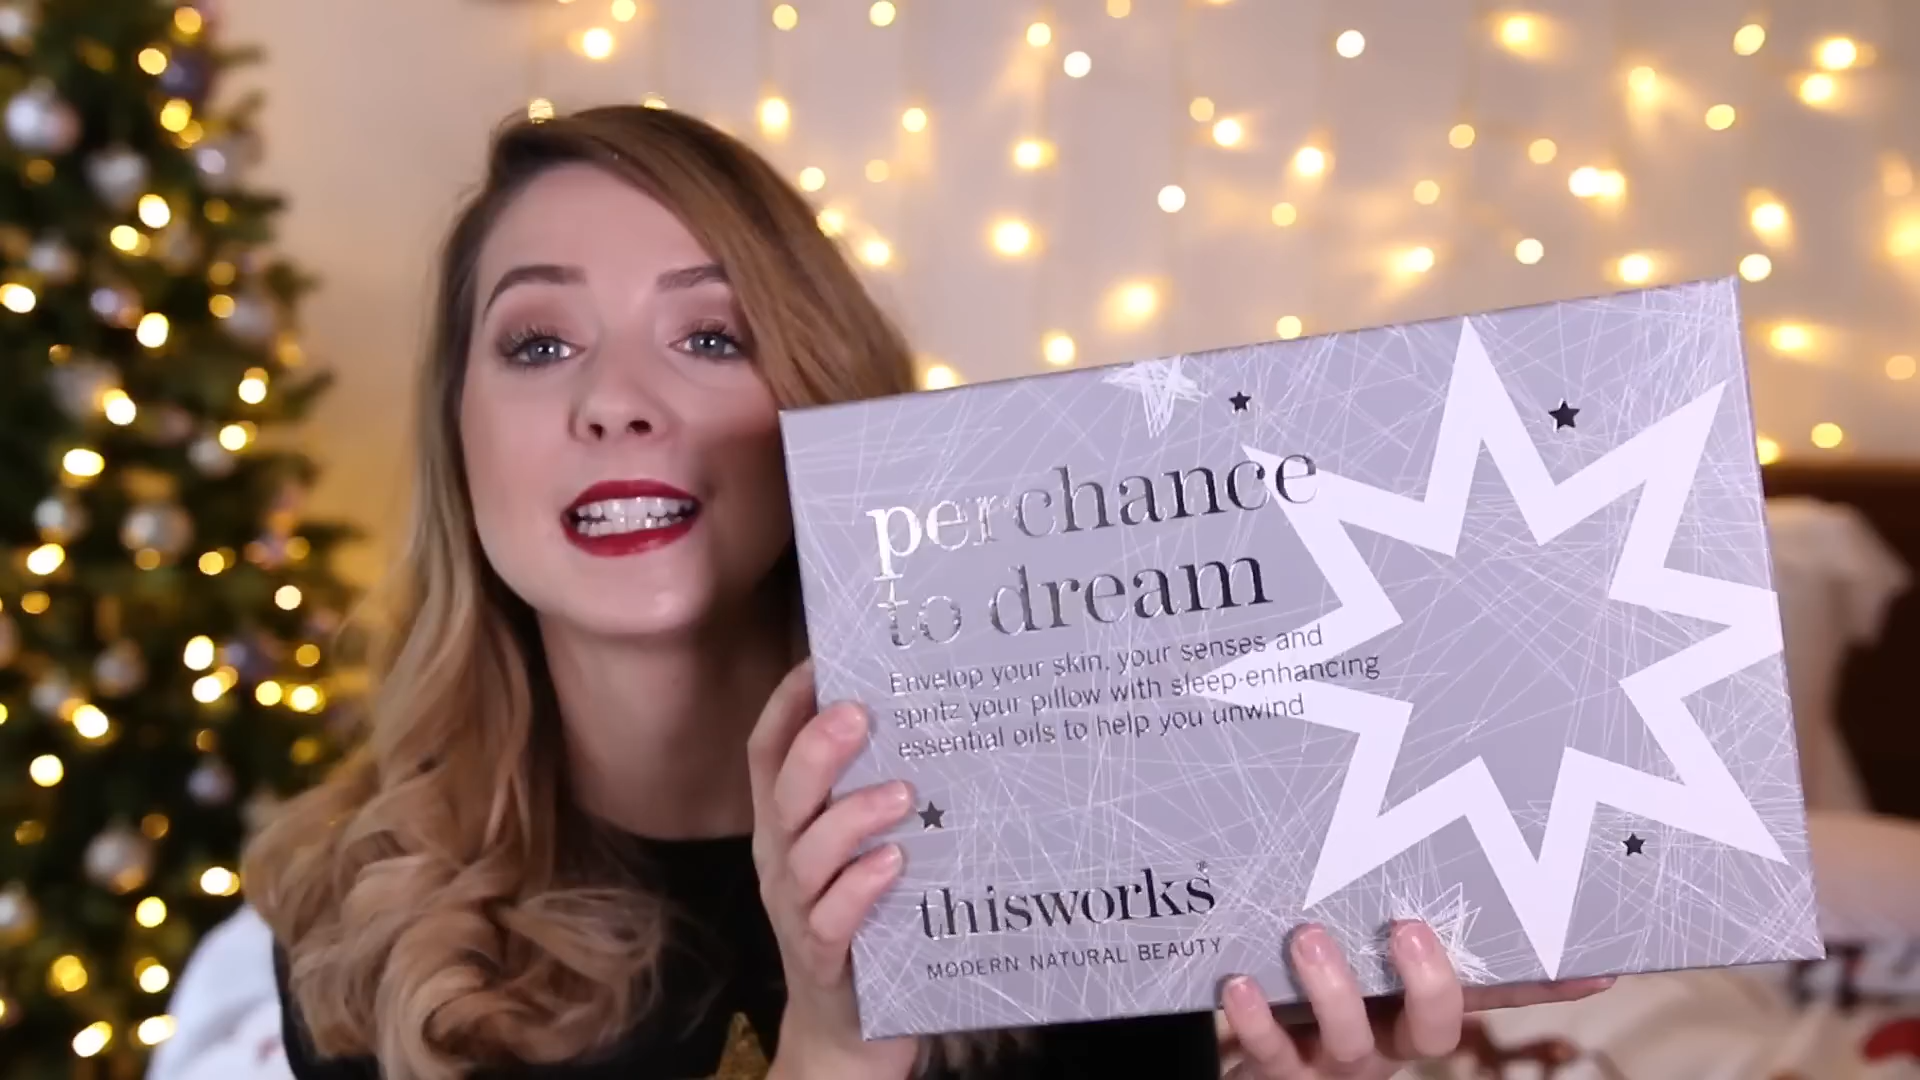 perchance
to dream
Envelop your skin, your senses and
spritz your pillow with sleep-enhancing
essential oils to help you unwind
thisworks®
MODERN NATURAL BEAUTY